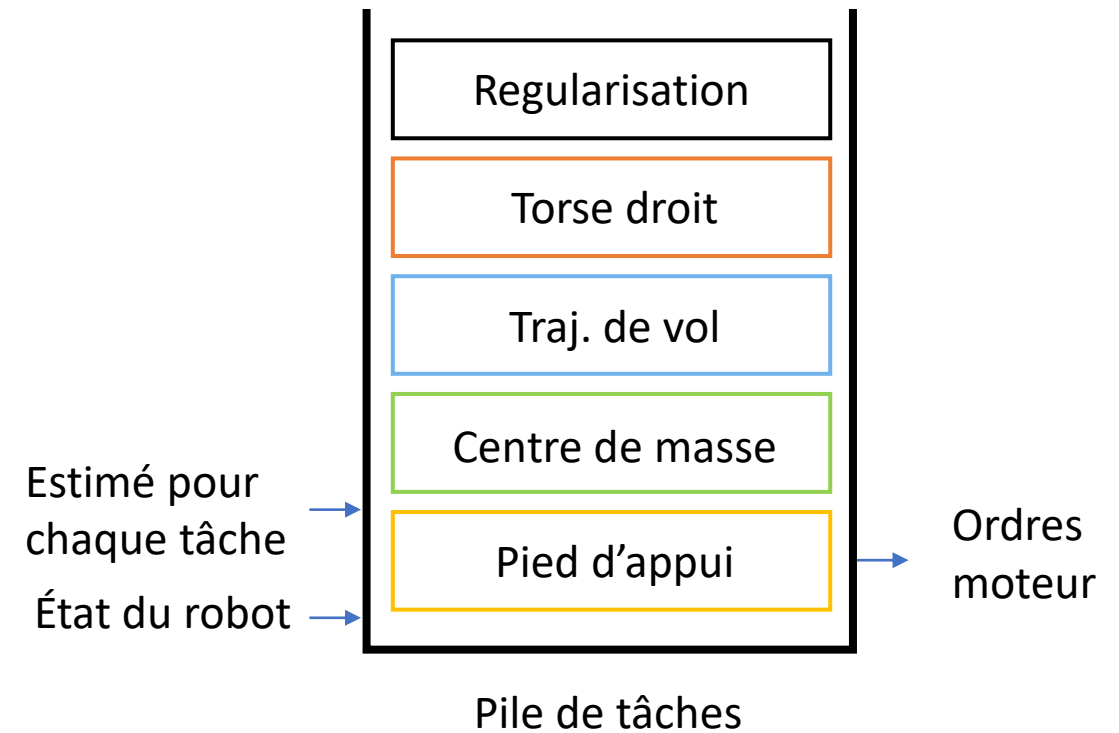 Regularisation
Torse droit
Traj. de vol
Centre de masse
Pied d’appui
Estimé pour
chaque tâche
État du robot
Ordres
moteur
Pile de tâches